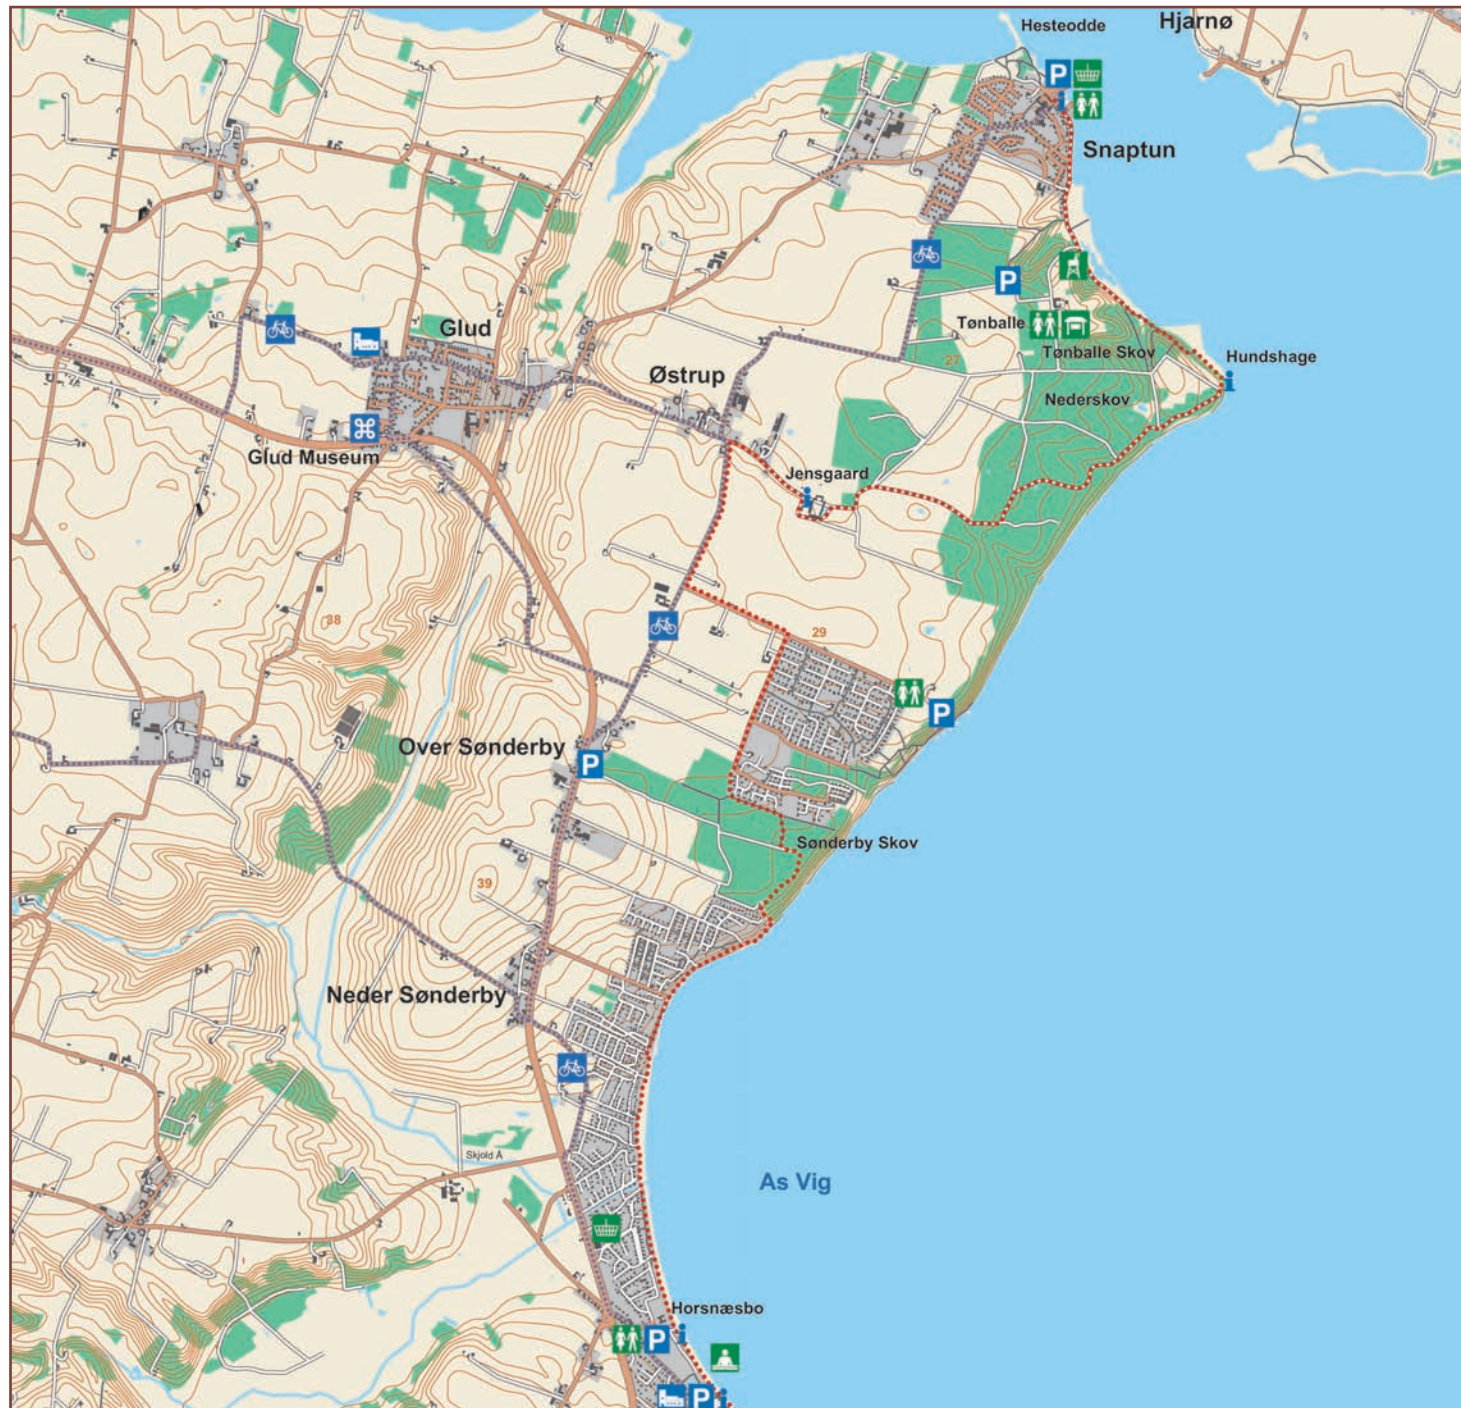 Hesteodde
Hjarnø
P
Snaptun
P
Glud
Tønballe
Tønballe Skov
27
Hundshage
Østrup
Nederskov
Glud Museum
Jensgaard
38
29
P
Over Sønderby
P
Sønderby Skov
39
Neder Sønderby
Skjold Å
As Vig
Horsnæsbo
P
P